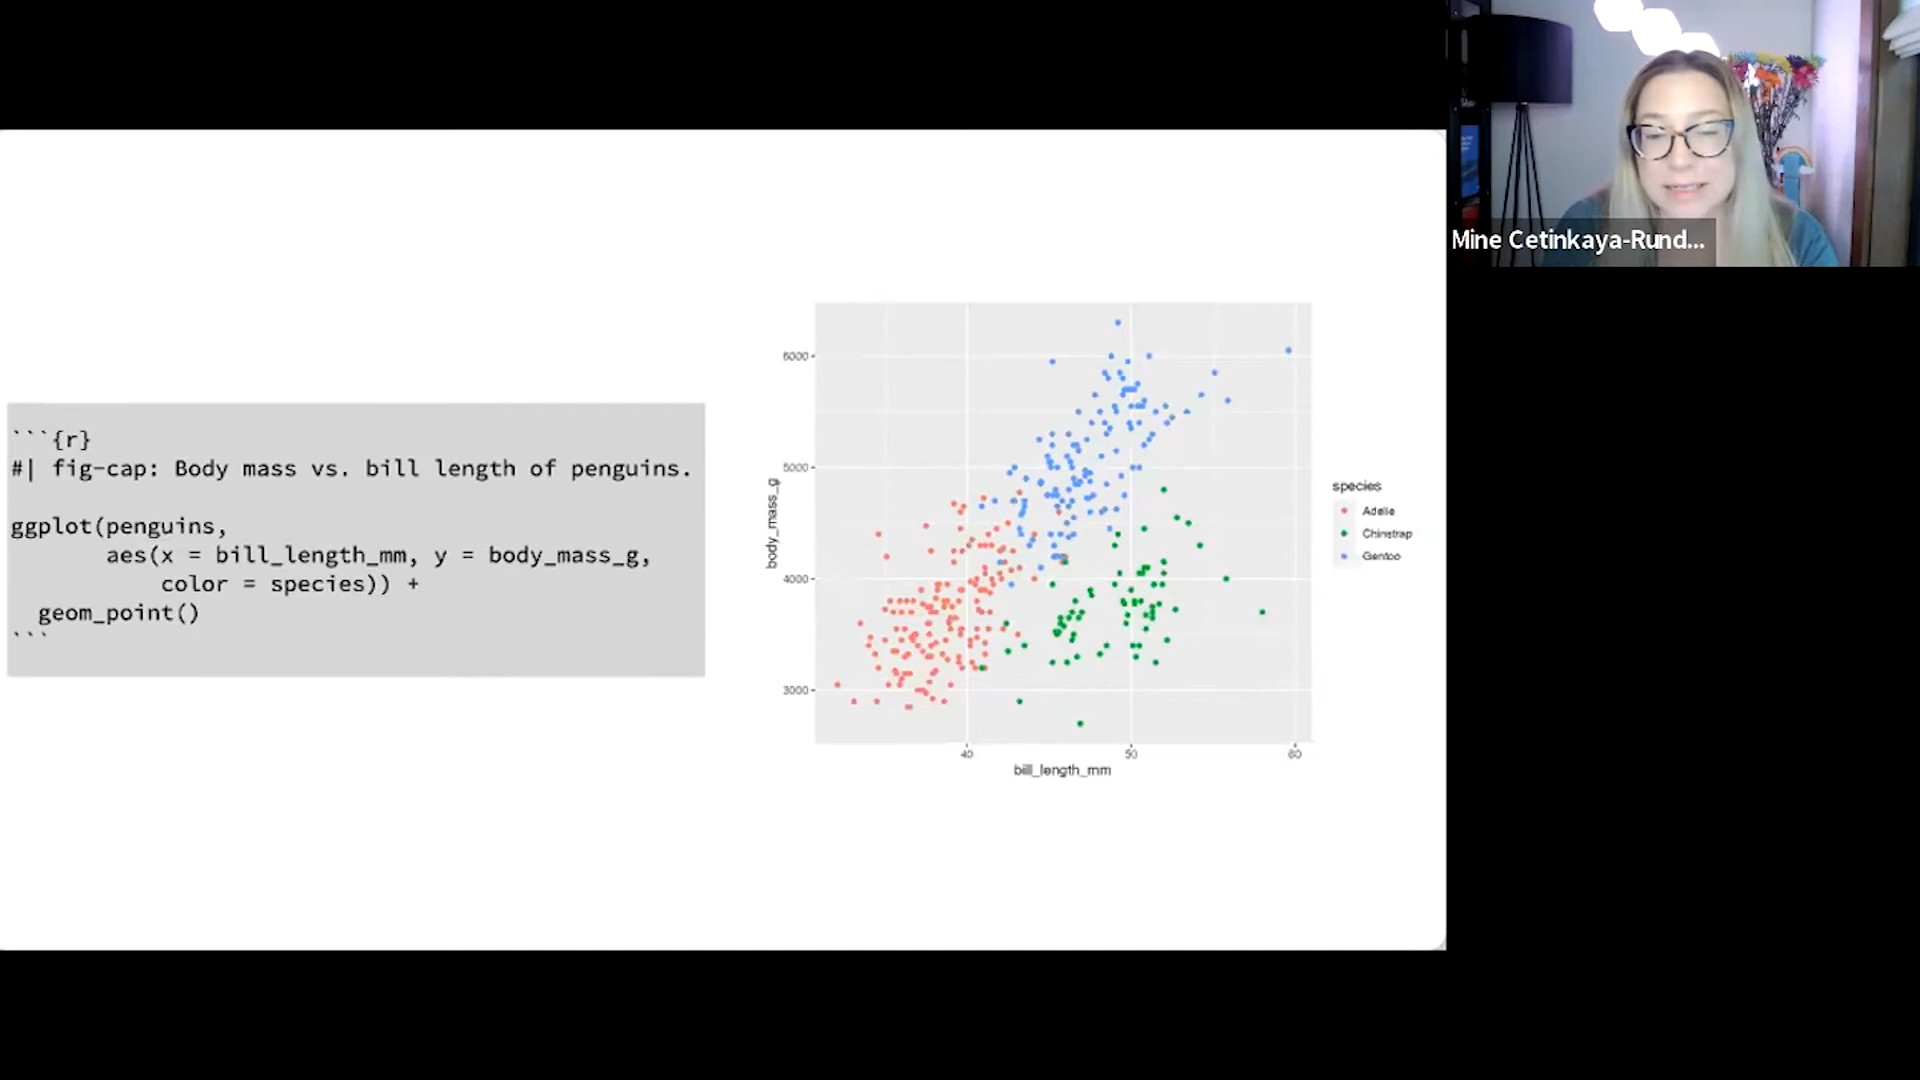 ```{r}
#| fig-cap: Body mass vs. bill length of penguins.
ggplot(penguins,
aes(x = bill_length_mm, y = body_mass_g,
color = species)) +
geom_point()
```
6000
5000
4000
3000
body_mass_g
40 50 60
bill_length_mm
species
Adelie
Chinstrap
Gentoo
Mine Cetinkaya-Rund...